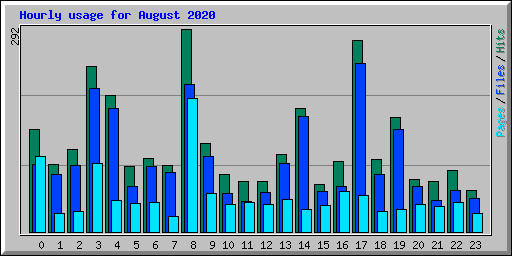 Hourly usage for August 2020
292
Pages / Files / Hits
0 1 2 3 4 5 6 7 8 9 10 11 12 13 14 15 16 17 18 19 20 21 22 23